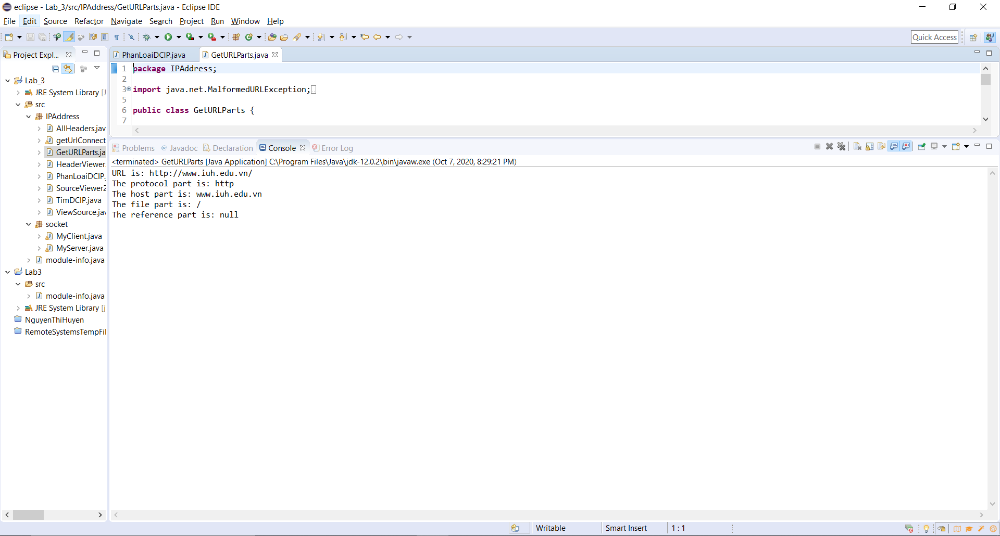 eclipse - Lab_3/src/IPAddress/GetURLParts.java - Eclipse IDE
File Edit Source Refactor Navigate Search Project Run Window Help
Quick Access
Project Expl...
Lab_3
JRE System Library [J
src
IPAddress
AllHeaders.jav
getUrlConnect
GetURLParts.ja
HeaderViewer
PhanLoaiDCIP.
SourceViewer2
TimDCIP.java
ViewSource.jav
socket
MyClient.java
MyServer.java
module-info.java
Lab3
src
module-info.java
JRE System Library [j
NguyenThiHuyen
RemoteSystemsTempFil
PhanLoaiDCIP.java GetURLParts.java
1 package IPAddress;
2
3 import java.net.MalformedURLException;
5
6 public class GetURLParts {
7
Problems @ Javadoc Declaration Console Error Log
<terminated> GetURLParts [Java Application] C:\Program Files\Java\jdk-12.0.2\bin\javaw.exe (Oct 7, 2020, 8:29:21 PM)
URL is: http://www.iuh.edu.vn/
The protocol part is: http
The host part is: www.iuh.edu.vn
The file part is: /
The reference part is: null
Writable Smart Insert 1 : 1